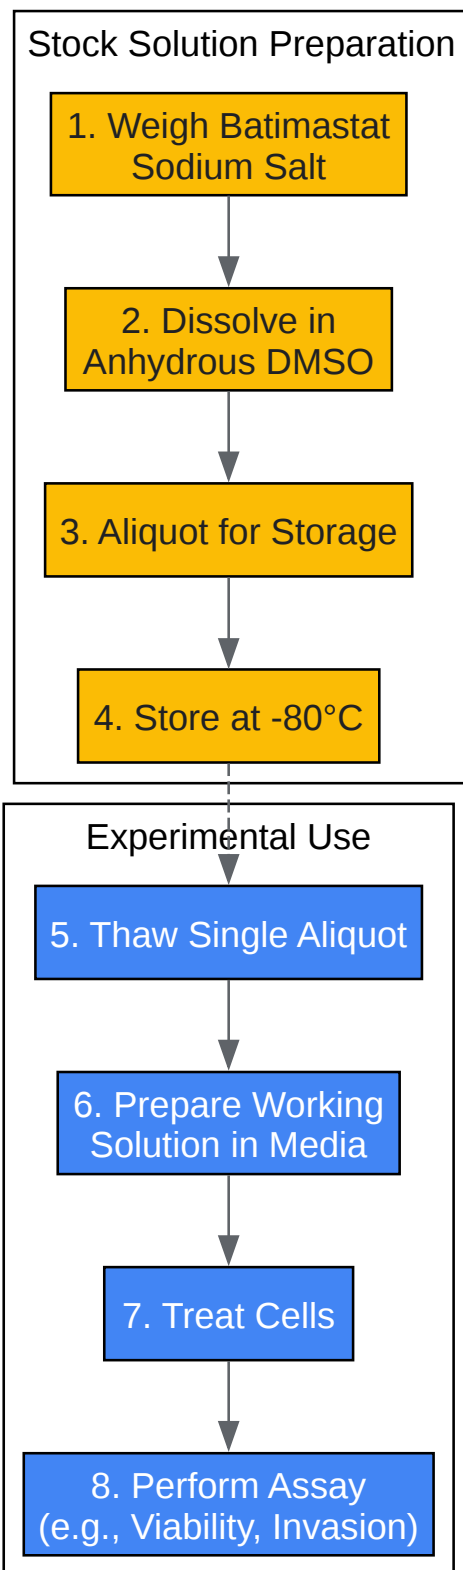 Stock Solution Preparation
1. Weigh Batimastat
Sodium Salt
2. Dissolve in
Anhydrous DMSO
3. Aliquot for Storage
4. Store at -80°C
Experimental Use
5. Thaw Single Aliquot
6. Prepare Working
Solution in Media
7. Treat Cells
8. Perform Assay
(e.g., Viability, Invasion)